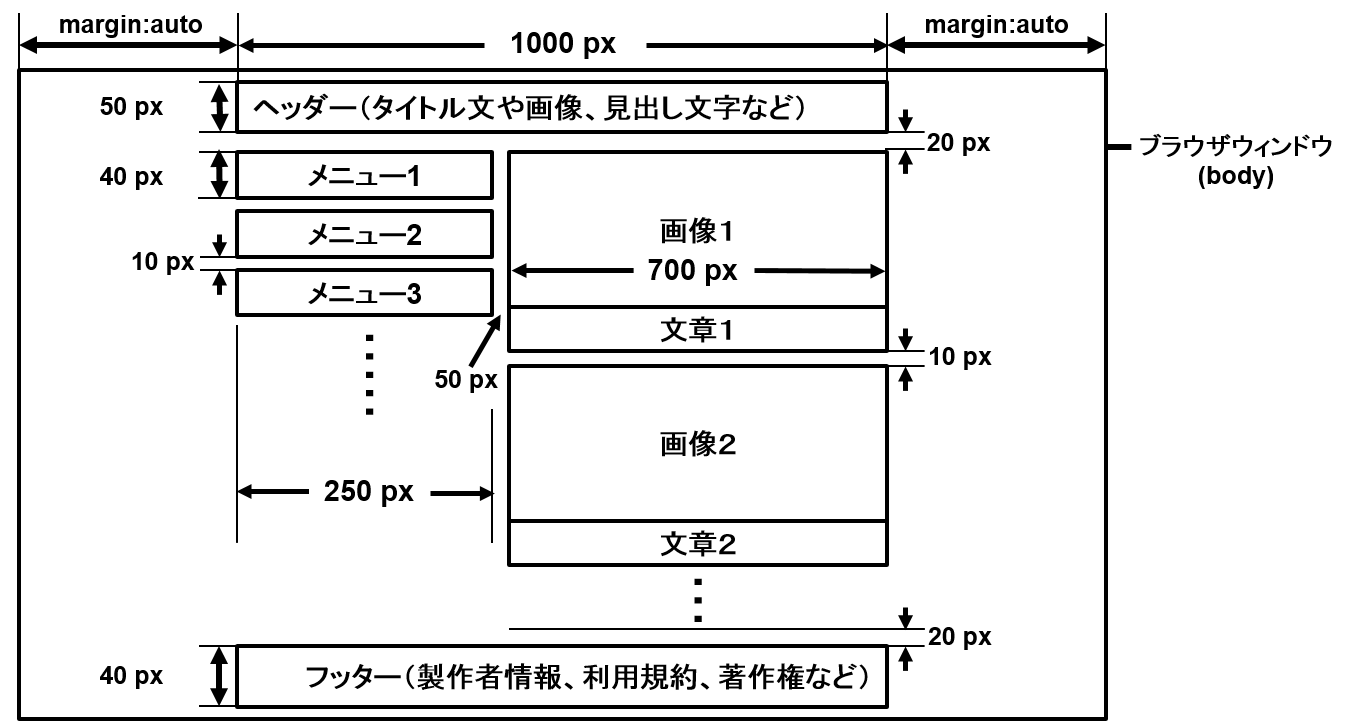 margin:auto
1000 px
margin:auto
50 px
ヘッダー（タイトル文や画像、見出し文字など）
20 px
ブラウザウィンドウ
(body)
40 px
メニュー1
画像１
メニュー2
10 px
700 px
メニュー3
文章１
10 px
50 px
画像２
250 px
文章２
20 px
40 px
フッター（製作者情報、利用規約、著作権など）